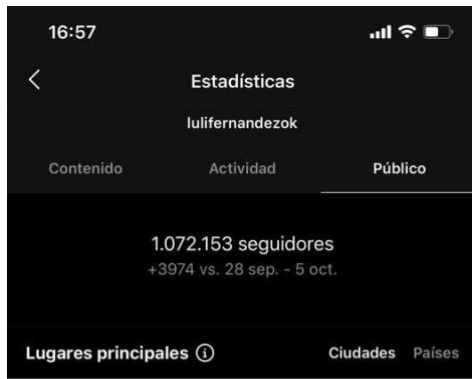 16:57
Estadísticas
lulifernandezok
Contenido Actividad Público
1.072.153 seguidores
+3974 vs. 28 sep. - 5 oct.
Lugares principales Ciudades Países